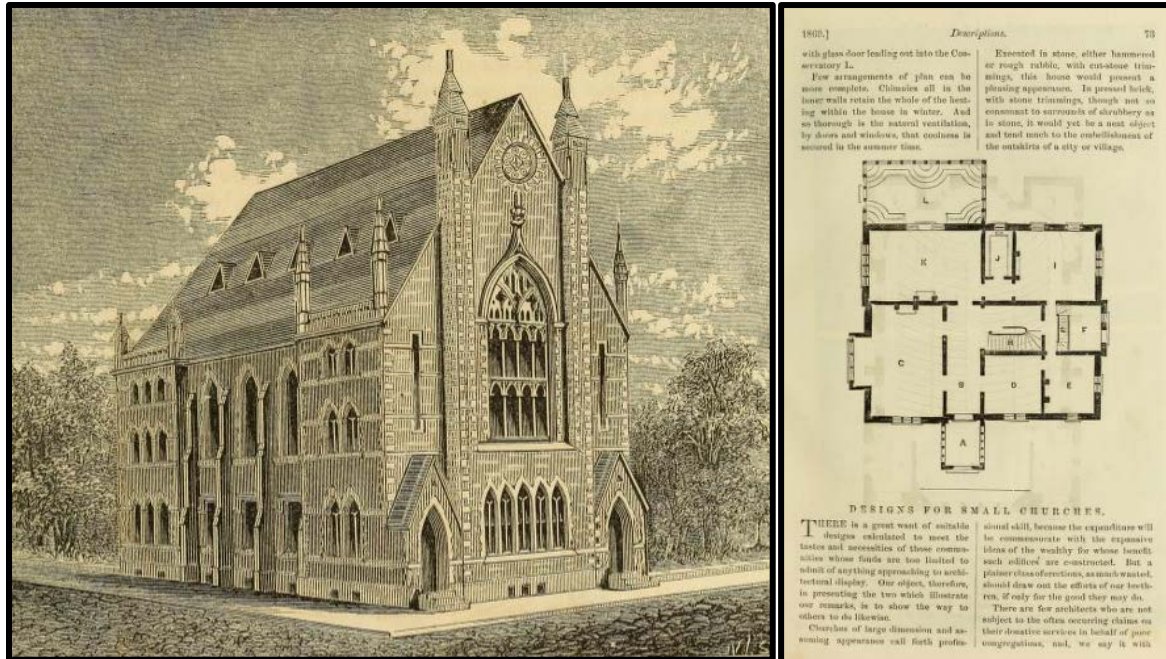 MS
1869.] Descriptions. 73
with glass door leading out into the Con-
servatory L.
Few arrangements of plan can be
more complete. Chimnies all in the
inner walls retain the whole of the heat-
ing within the house in winter. And
so thorough is the natural ventilation,
by doors and windows, that coolness is
secured in the summer time.
Executed in stone, either hammered
or rough rubble, with cut-stone trim-
mings, this house would present a
pleasing appearance. In pressed brick,
with stone trimmings, though not so
consonant to surrounds of shrubbery as
in stone, it would yet be a neat object
and tend much to the embellishment of
the outskirts of a city or village.
L
K
J
I
C
H
G
F
B
D
E
A
DESIGNS FOR SMALL CHURCHES.
THERE is a great want of suitable
designs calculated to meet the
tastes and necessities of those commu-
nities whose funds are too limited to
admit of anything approaching to archi-
tectural display. Our object, therefore,
in presenting the two which illustrate
our remarks, is to show the way to
others to do likewise.
Churches of large dimension and as-
suming appearance call forth profes-
sional skill, because the expenditure will
be commensurate with the expansive
ideas of the wealthy for whose benefit
such edifices are constructed. But a
plainer class of erections, as much wanted,
should draw out the efforts of our breth-
ren, if only for the good they may do.
There are few architects who are not
subject to the often occurring claims on
their donative services in behalf of poor
congregations, and, we say it with